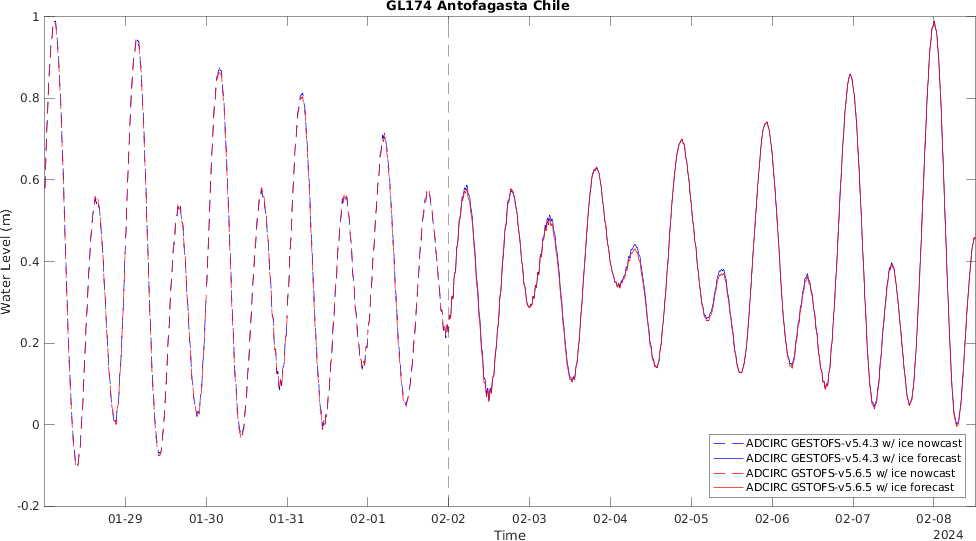 GL174 Antofagasta Chile
1
0.8
0.6
0.4
0.2
0
-0.2
Water Level (m)
01-29 01-30 01-31 02-01 02-02 02-03 02-04 02-05 02-06 02-07 02-08
Time
2024
ADCIRC GESTOFS-v5.4.3 w/ ice nowcast
ADCIRC GESTOFS-v5.4.3 w/ ice forecast
ADCIRC GSTOFS-v5.6.5 w/ ice nowcast
ADCIRC GSTOFS-v5.6.5 w/ ice forecast